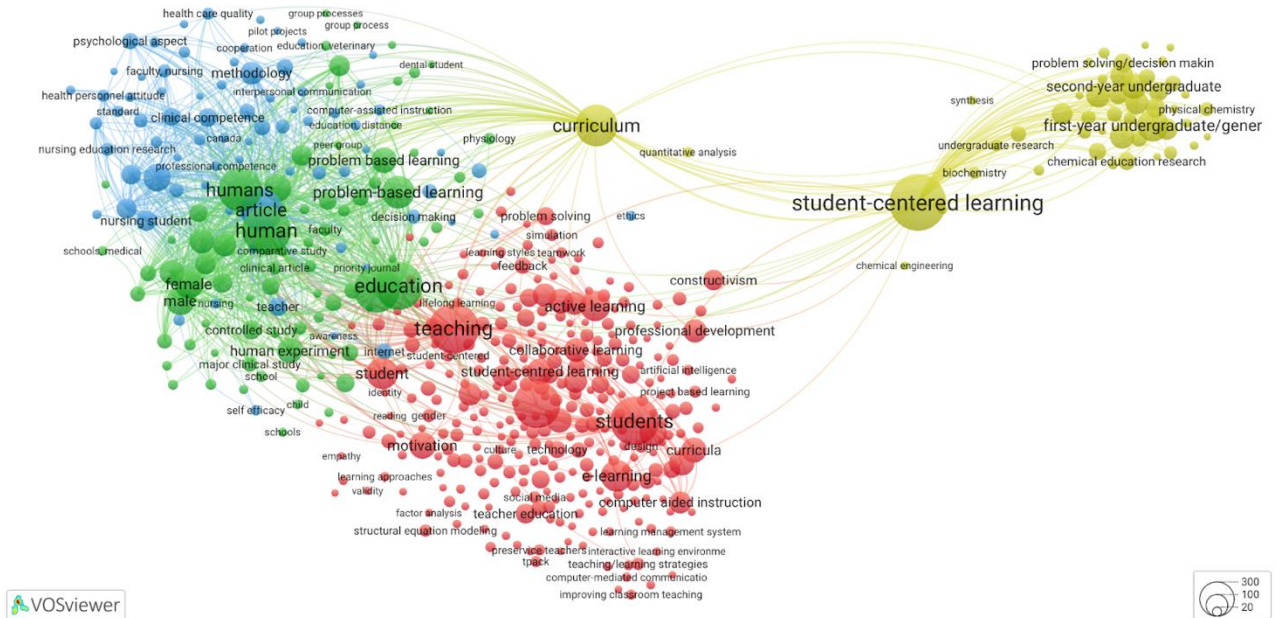 health care quality
group processes
group process
pilot projects
psychological aspect
cooperation
education, veterinary
dental student
faculty, nursing
methodology
interpersonal communication
health personnel attitude
standard
computer-assisted instruction
clinical competence
education, distance
canada
peer group
physiology
nursing education research
professional competence
problem based learning
humans
problem-based learning
article
nursing student
decision making
human
faculty
schools, medical
comparative study
clinical article
priority journal
female
education
male
nursing
lifelong learning
teacher
controlled study
awareness
human experiment
internet
major clinical study
school
student
self efficacy
child
schools
curriculum
quantitative analysis
student-centered learning
synthesis
undergraduate research
biochemistry
chemical engineering
problem solving/decision makin
second-year undergraduate
physical chemistry
first-year undergraduate/gener
chemical education research
problem solving
ethics
simulation
learning styles
teamwork
feedback
constructivism
active learning
teaching
professional development
collaborative learning
student-centered
student-centred learning
artificial intelligence
identity
project based learning
reading
gender
students
motivation
culture
technology
design
curricula
empathy
learning approaches
e-learning
validity
social media
computer aided instruction
factor analysis
teacher education
structural equation modeling
learning management system
preservice teachers
interactive learning environme
tpack
teaching/learning strategies
computer-mediated communicatio
improving classroom teaching
VOSviewer
300
100
20